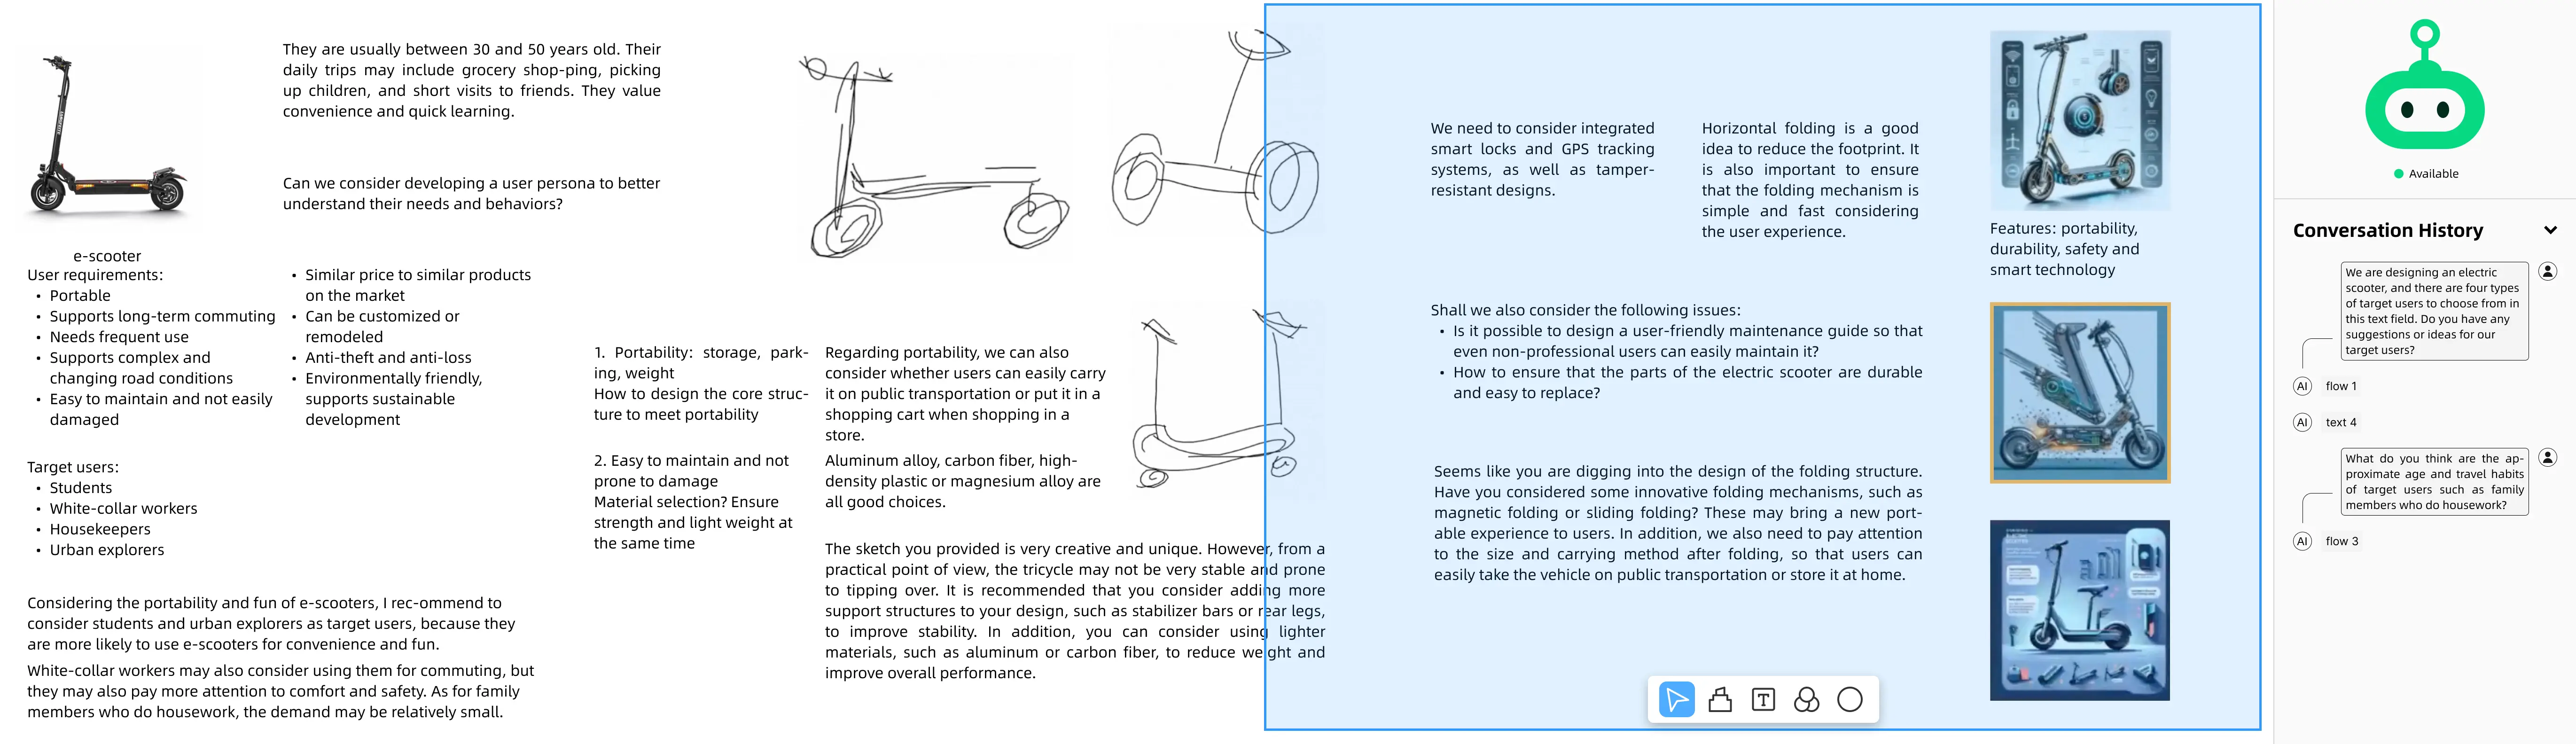 They are usually between 30 and 50 years old. Their
daily trips may include grocery shop-ping, picking
up children, and short visits to friends. They value
convenience and quick learning.
Can we consider developing a user persona to better
understand their needs and behaviors?
e-scooter
User requirements:
• Portable
• Supports long-term commuting
• Needs frequent use
• Supports complex and
changing road conditions
• Easy to maintain and not easily
damaged
• Similar price to similar products
on the market
• Can be customized or
remodeled
• Anti-theft and anti-loss
• Environmentally friendly,
supports sustainable
development
Target users:
• Students
• White-collar workers
• Housekeepers
• Urban explorers
Considering the portability and fun of e-scooters, I rec-ommend to
consider students and urban explorers as target users, because they
are more likely to use e-scooters for convenience and fun.
White-collar workers may also consider using them for commuting, but
they may also pay more attention to comfort and safety. As for family
members who do housework, the demand may be relatively small.
1. Portability: storage, park-
ing, weight
How to design the core struc-
ture to meet portability
2. Easy to maintain and not
prone to damage
Material selection? Ensure
strength and light weight at
the same time
Regarding portability, we can also
consider whether users can easily carry
it on public transportation or put it in a
shopping cart when shopping in a
store.
Aluminum alloy, carbon fiber, high-
density plastic or magnesium alloy are
all good choices.
The sketch you provided is very creative and unique. However, from a
practical point of view, the tricycle may not be very stable and prone
to tipping over. It is recommended that you consider adding more
support structures to your design, such as stabilizer bars or rear legs,
to improve stability. In addition, you can consider using lighter
materials, such as aluminum or carbon fiber, to reduce weight and
improve overall performance.
We need to consider integrated
smart locks and GPS tracking
systems, as well as tamper-
resistant designs.
Horizontal folding is a good
idea to reduce the footprint. It
is also important to ensure
that the folding mechanism is
simple and fast considering
the user experience.
Shall we also consider the following issues:
• Is it possible to design a user-friendly maintenance guide so that
even non-professional users can easily maintain it?
• How to ensure that the parts of the electric scooter are durable
and easy to replace?
Seems like you are digging into the design of the folding structure.
Have you considered some innovative folding mechanisms, such as
magnetic folding or sliding folding? These may bring a new port-
able experience to users. In addition, we also need to pay attention
to the size and carrying method after folding, so that users can
easily take the vehicle on public transportation or store it at home.
Features: portability,
durability, safety and
smart technology
T
Available
Conversation History
We are designing an electric
scooter, and there are four types
of target users to choose from in
this text field. Do you have any
suggestions or ideas for our
target users?
AI flow 1
AI text 4
What do you think are the ap-
proximate age and travel habits
of target users such as family
members who do housework?
AI flow 3